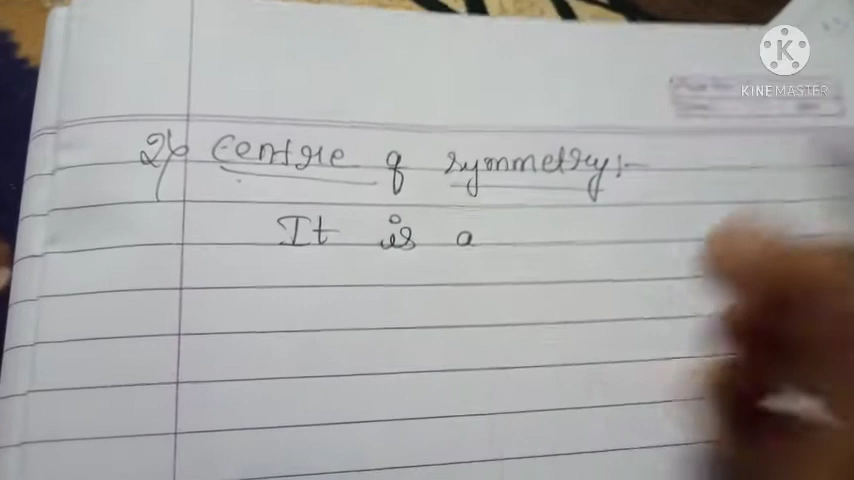 K
KINEMASTER
2) Centre of symmetry:-
It is a